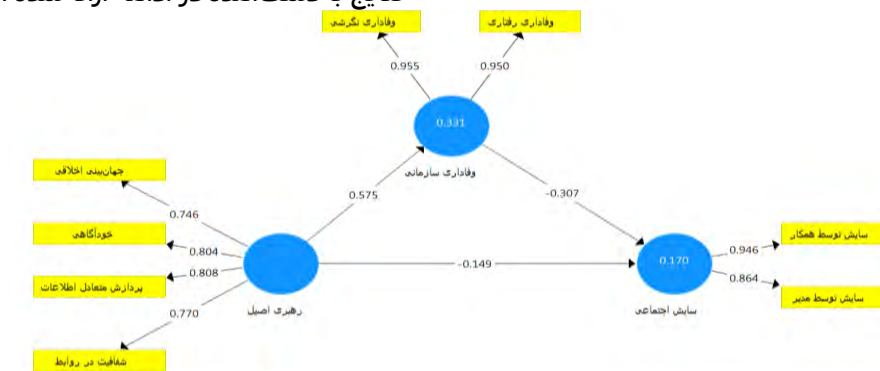 وفاداری نگرشی
وفاداری رفتاری
0.955
0.950
0.331
وفاداری سازمانی
جهان‌بینی اخلاقی
0.746
0.575
-0.307
خودآگاهی
0.804
سایش توسط همکار
0.946
0.808
-0.149
0.170
پردازش متعادل اطلاعات
0.864
سایش توسط مدیر
0.770
رهبری اصیل
سایش اجتماعی
شفافیت در روابط